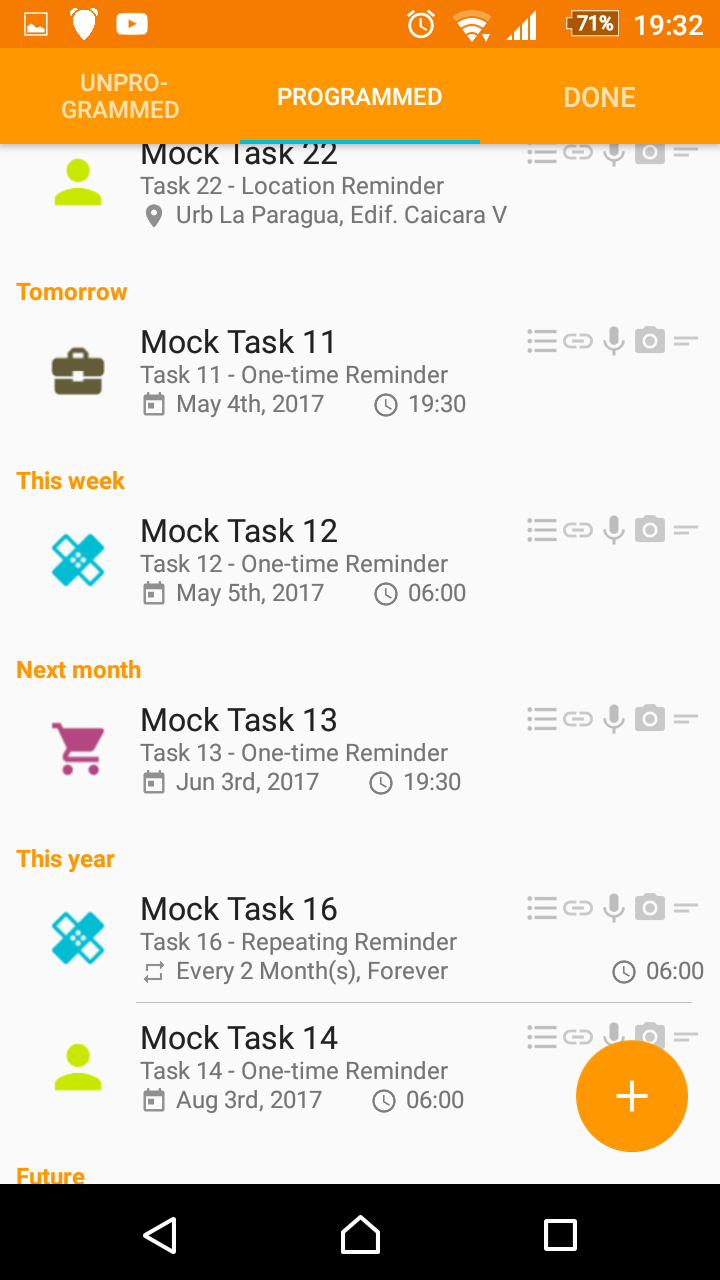 71% 19:32
UNPRO-
GRAMMED
PROGRAMMED
DONE
Mock Task 22
Task 22 - Location Reminder
Urb La Paragua, Edif. Caicara V
Tomorrow
Mock Task 11
Task 11 - One-time Reminder
May 4th, 2017 19:30
This week
Mock Task 12
Task 12 - One-time Reminder
May 5th, 2017 06:00
Next month
Mock Task 13
Task 13 - One-time Reminder
Jun 3rd, 2017 19:30
This year
Mock Task 16
Task 16 - Repeating Reminder
Every 2 Month(s), Forever 06:00
Mock Task 14
Task 14 - One-time Reminder
Aug 3rd, 2017 06:00
Future